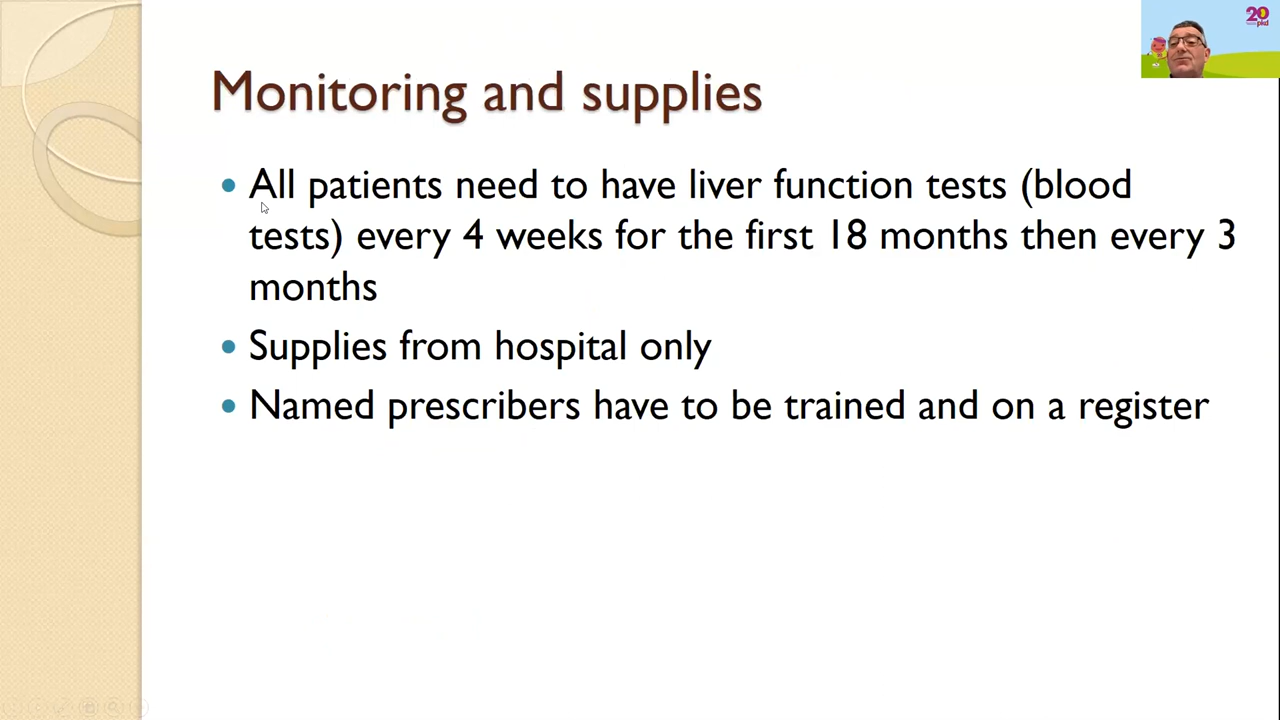 Monitoring and supplies
All patients need to have liver function tests (blood
tests) every 4 weeks for the first 18 months then every 3
months
Supplies from hospital only
Named prescribers have to be trained and on a register
20
pkd